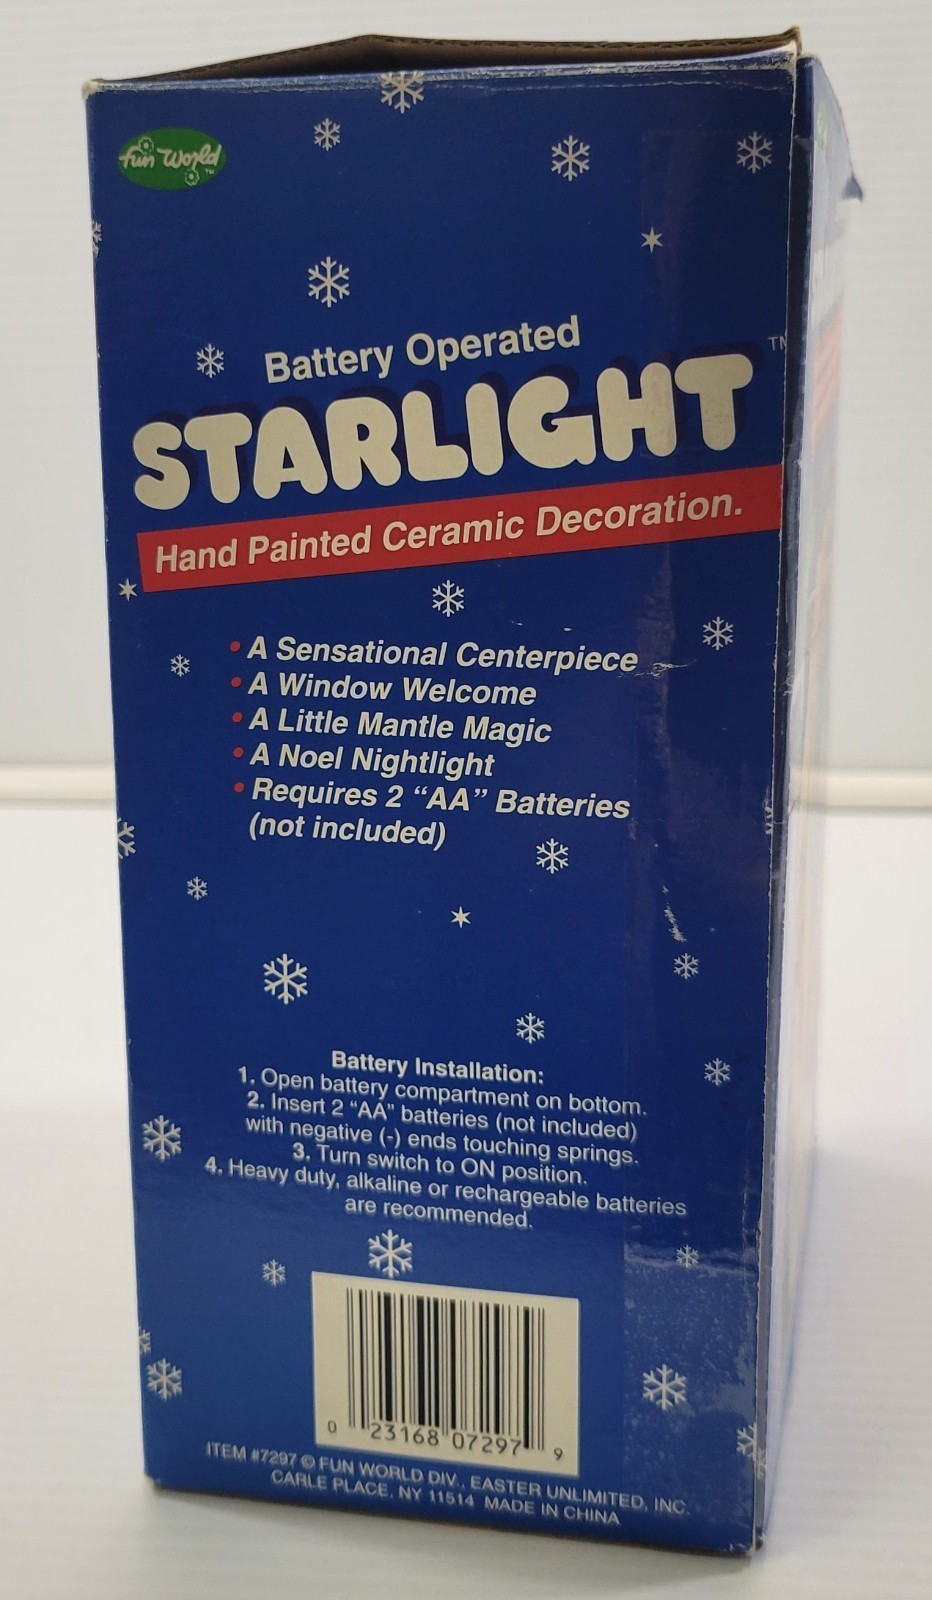 fun World
TM
Battery Operated
STARLIGHT TM
Hand Painted Ceramic Decoration.
• A Sensational Centerpiece
• A Window Welcome
• A Little Mantle Magic
• A Noel Nightlight
• Requires 2 “AA” Batteries
(not included)
Battery Installation:
1. Open battery compartment on bottom.
2. Insert 2 “AA” batteries (not included)
with negative (-) ends touching springs.
3. Turn switch to ON position.
4. Heavy duty, alkaline or rechargeable batteries
are recommended.
0 23168 07297 9
ITEM #7297 © FUN WORLD DIV., EASTER UNLIMITED, INC.
CARLE PLACE, NY 11514 MADE IN CHINA